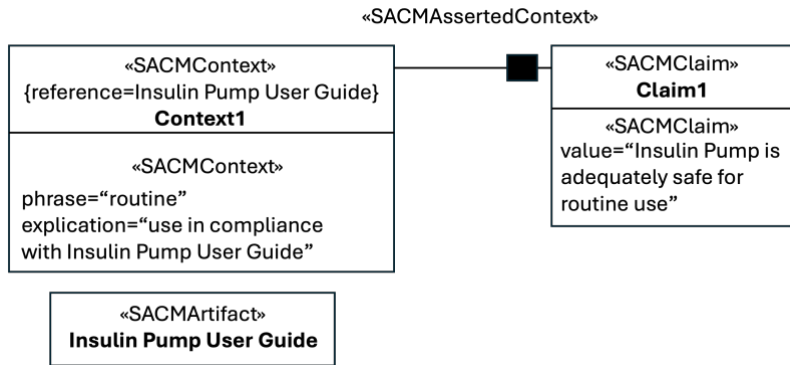 «SACMAssertedContext»
«SACMContext»
{reference=Insulin Pump User Guide}
Context1
«SACMContext»
phrase=“routine”
explication=“use in compliance
with Insulin Pump User Guide”
«SACMClaim»
Claim1
«SACMClaim»
value=“Insulin Pump is
adequately safe for
routine use”
«SACMArtifact»
Insulin Pump User Guide